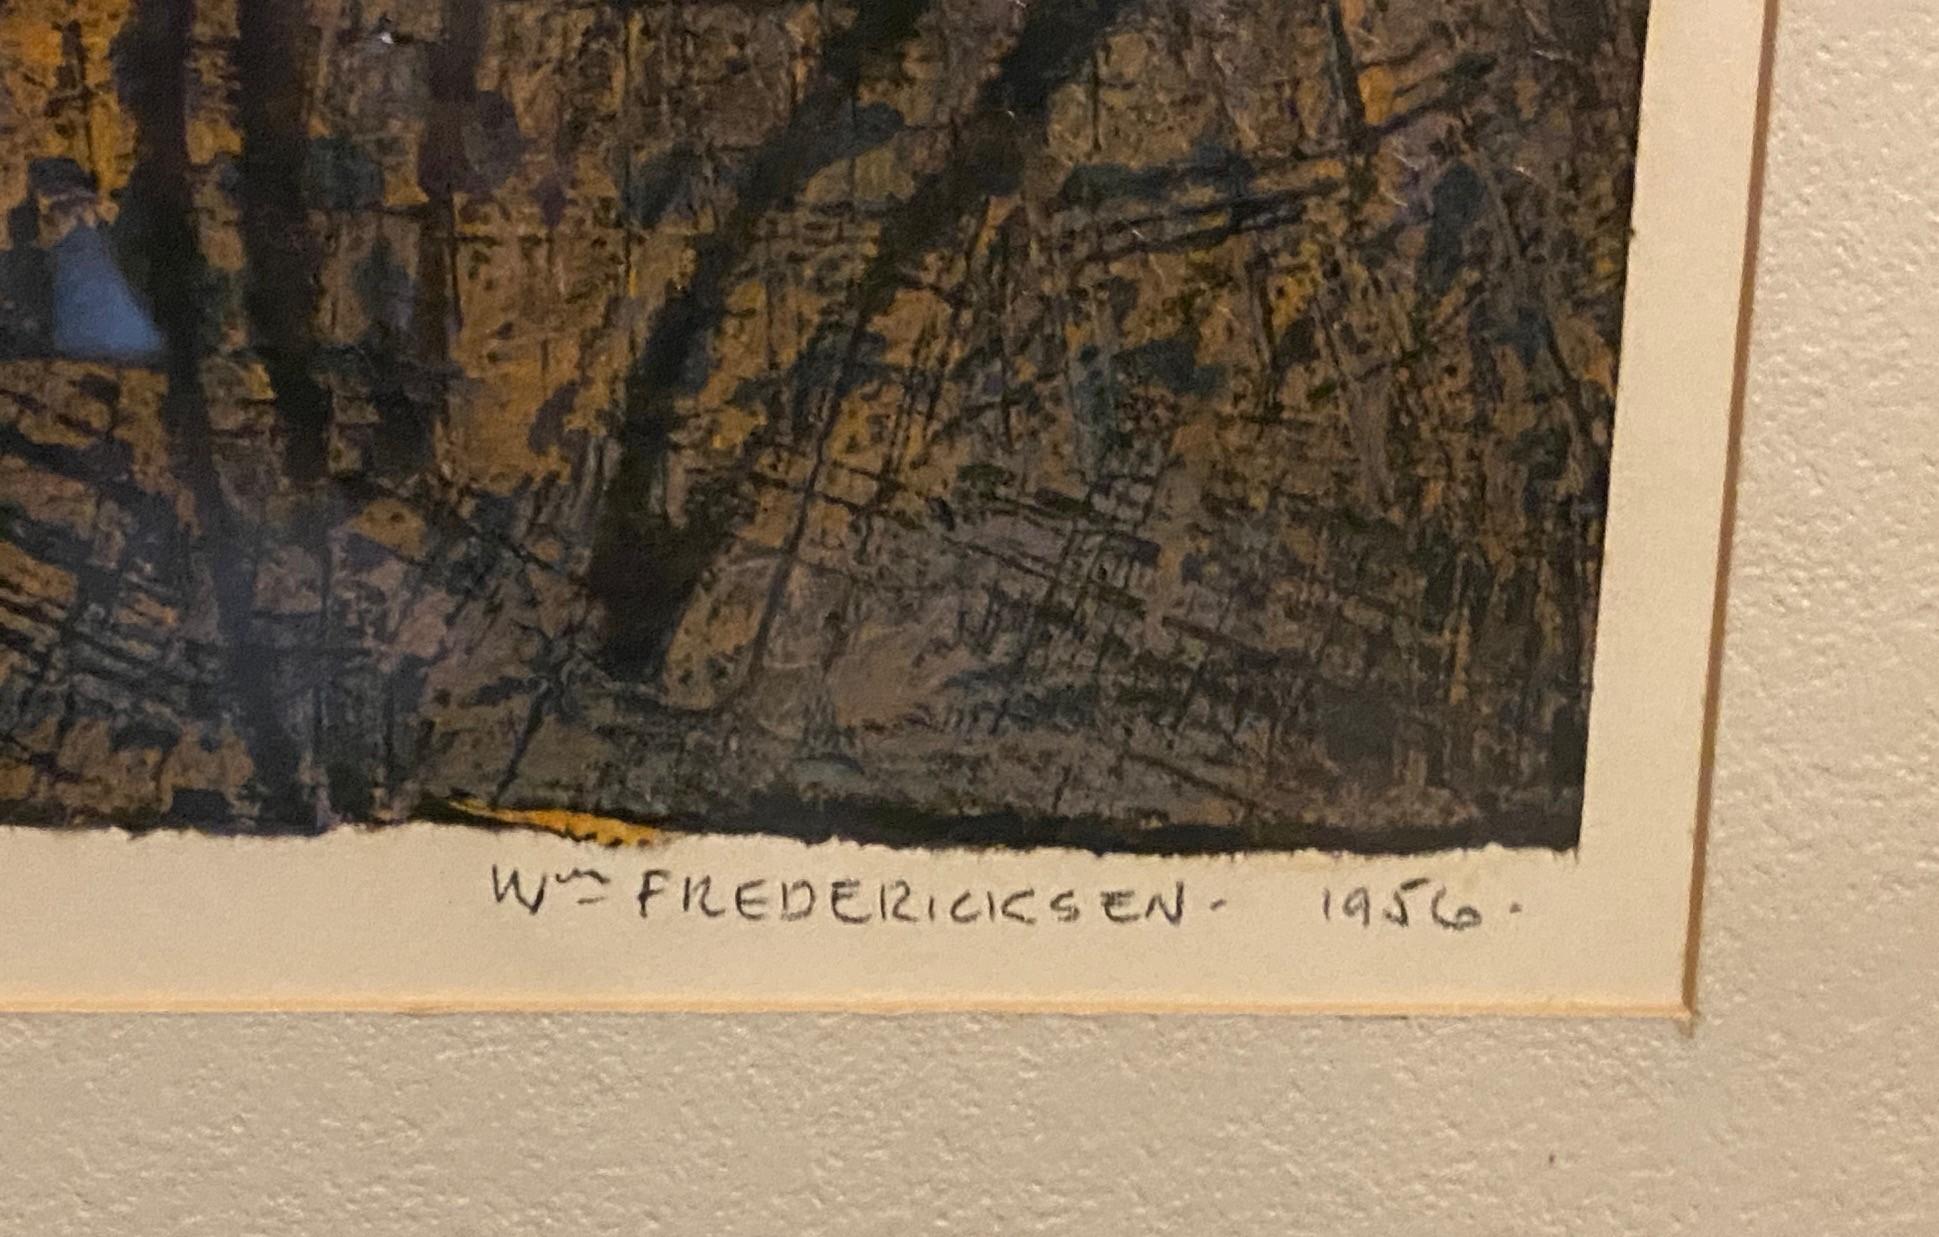 Wm FREDERICKSEN. 1956.